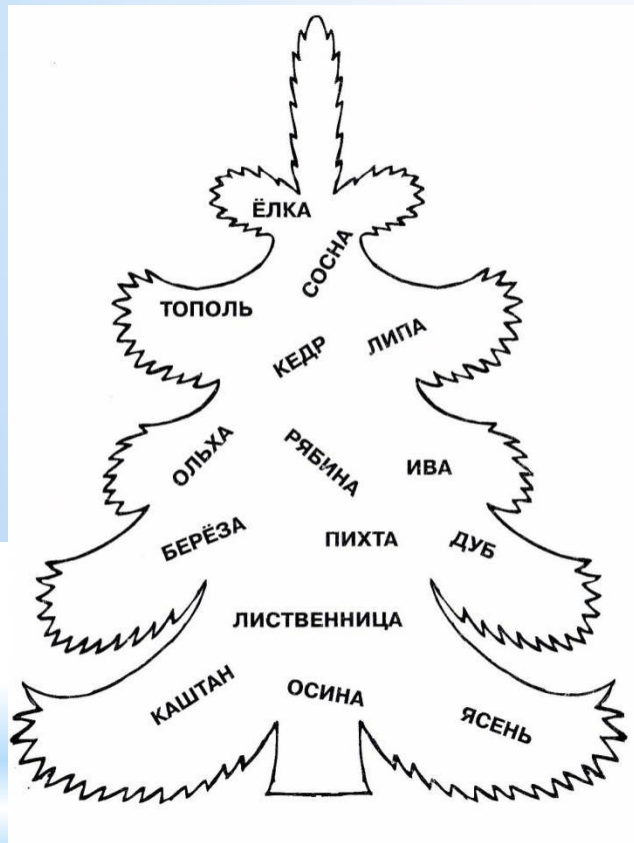 ЁЛКА
СОСНА
ТОПОЛЬ
КЕДР
ЛИПА
ОЛЬХА
РЯБИНА
ИВА
БЕРЁЗА
ПИХТА
ДУБ
ЛИСТВЕННИЦА
КАШТАН
ОСИНА
ЯСЕНЬ